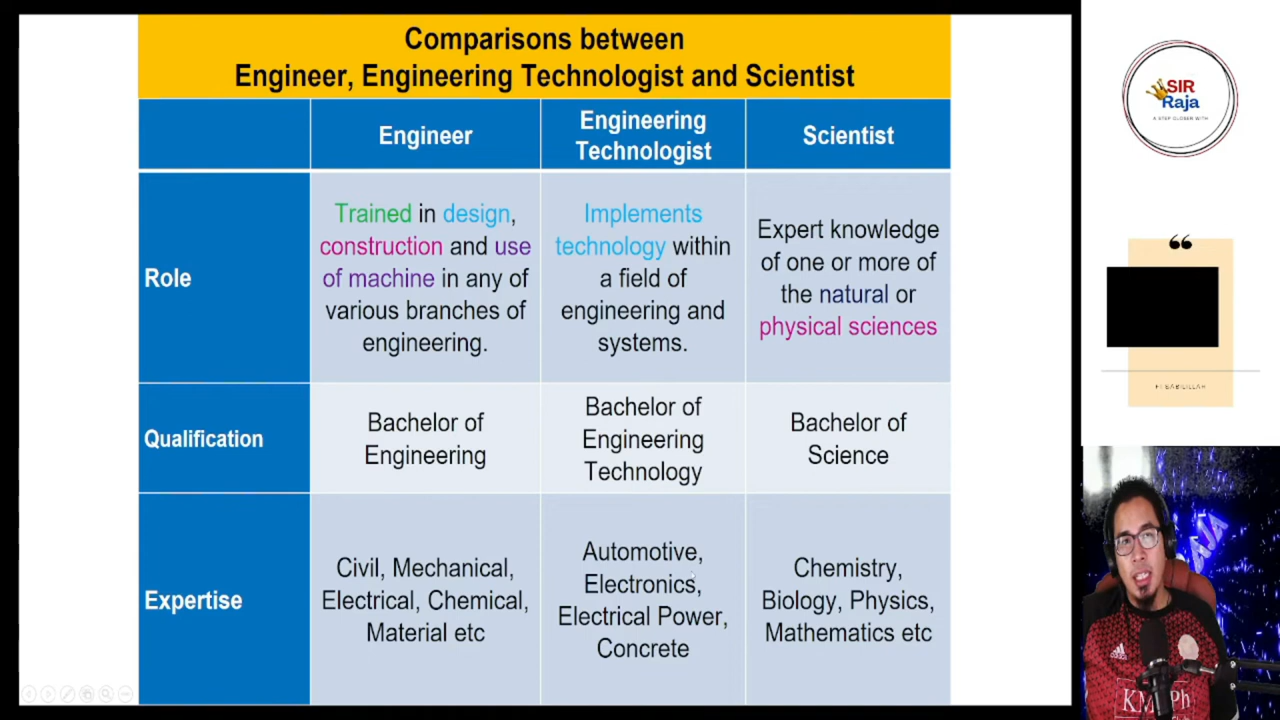 Comparisons between
Engineer, Engineering Technologist and Scientist
Engineer
Engineering
Technologist
Scientist
Role
Trained in design,
construction and use
of machine in any of
various branches of
engineering.
Implements
technology within
a field of
engineering and
systems.
Expert knowledge
of one or more of
the natural or
physical sciences
Qualification
Bachelor of
Engineering
Bachelor of
Engineering
Technology
Bachelor of
Science
Expertise
Civil, Mechanical,
Electrical, Chemical,
Material etc
Automotive,
Electronics,
Electrical Power,
Concrete
Chemistry,
Biology, Physics,
Mathematics etc
SIR
Raja
A STEP CLOSER WITH
adidas